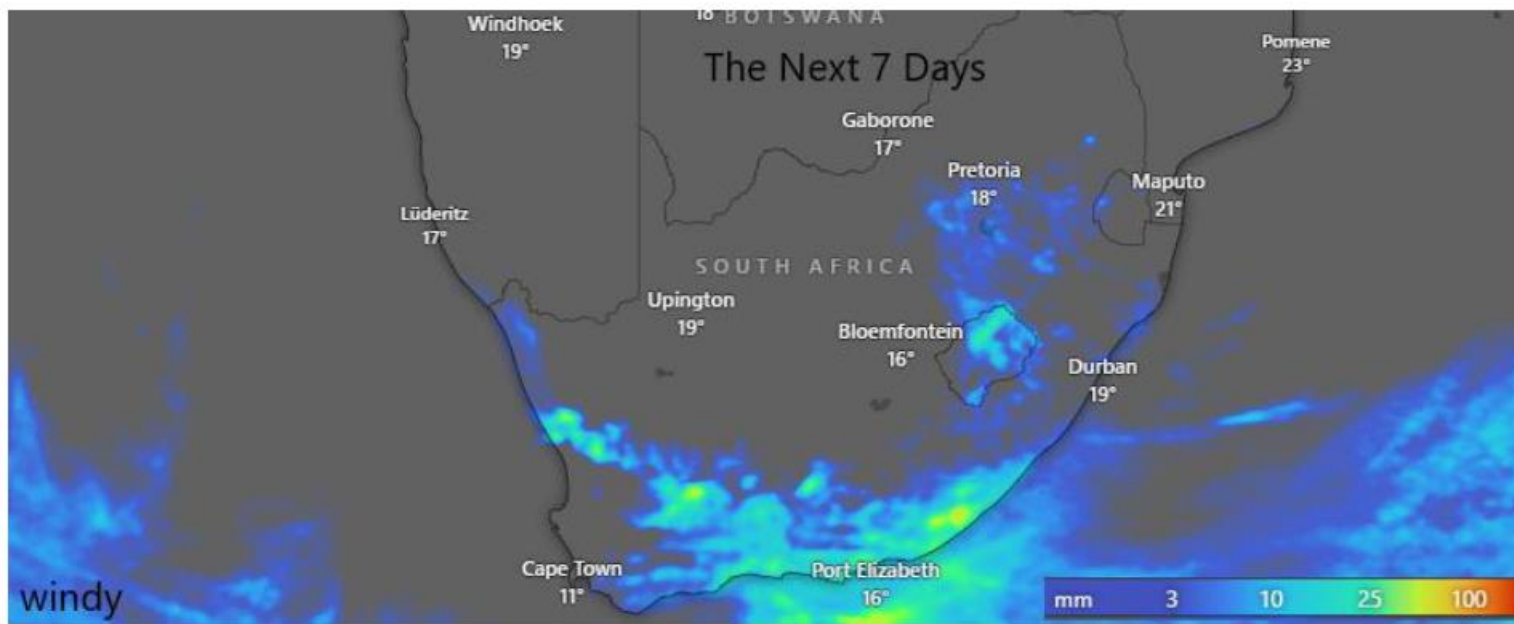 18°
BOTSWANA
Windhoek
19°
The Next 7 Days
Pomene
23°
Gaborone
17°
Pretoria
18°
Maputo
21°
Lüderitz
17°
SOUTH AFRICA
Upington
19°
Bloemfontein
16°
Durban
19°
Cape Town
11°
Port Elizabeth
16°
windy
mm 3 10 25 100